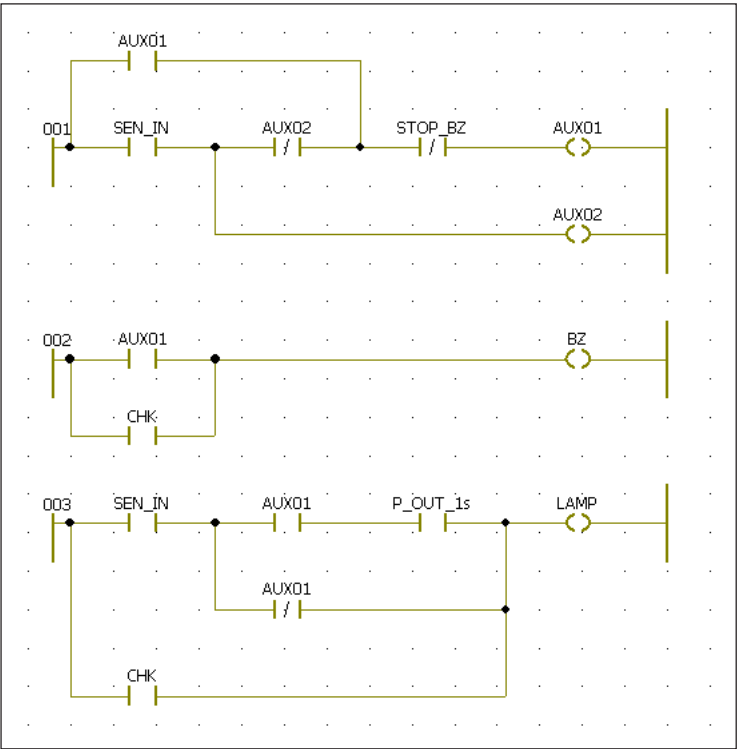 AUX01
001 SEN_IN AUX02 STOP_BZ AUX01
AUX02
002 AUX01 BZ
CHK
003 SEN_IN AUX01 P_OUT_1s LAMP
AUX01
CHK